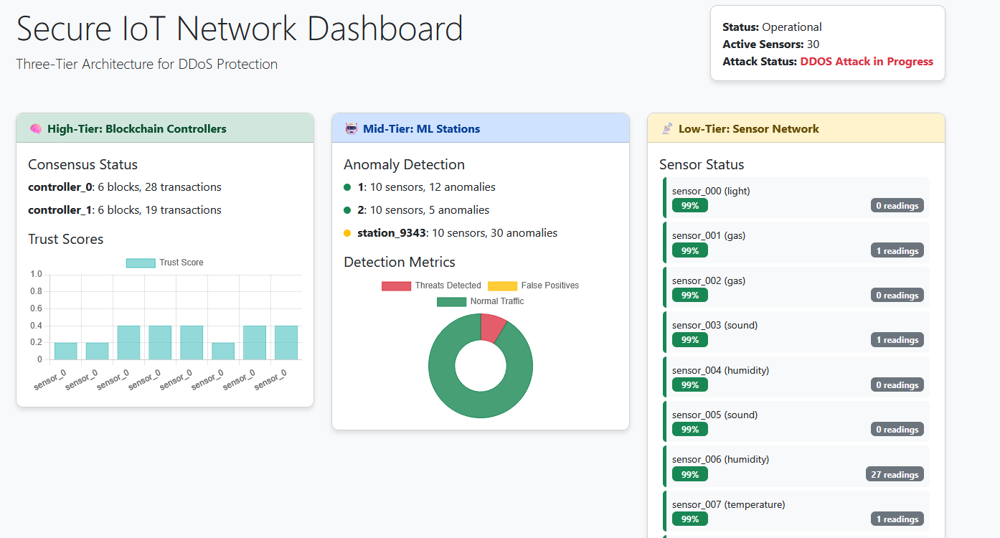 Secure IoT Network Dashboard
Three-Tier Architecture for DDoS Protection
Status: Operational
Active Sensors: 30
Attack Status: DDOS Attack in Progress
High-Tier: Blockchain Controllers
Consensus Status
controller_0: 6 blocks, 28 transactions
controller_1: 6 blocks, 19 transactions
Trust Scores
Trust Score
1.0
0.8
0.6
0.4
0.2
0
sensor_0 sensor_0 sensor_0 sensor_0 sensor_0 sensor_0 sensor_0 sensor_0
Mid-Tier: ML Stations
Anomaly Detection
1: 10 sensors, 12 anomalies
2: 10 sensors, 5 anomalies
station_9343: 10 sensors, 30 anomalies
Detection Metrics
Threats Detected False Positives
Normal Traffic
Low-Tier: Sensor Network
Sensor Status
sensor_000 (light)
99% 0 readings
sensor_001 (gas)
99% 1 readings
sensor_002 (gas)
99% 0 readings
sensor_003 (sound)
99% 1 readings
sensor_004 (humidity)
99% 0 readings
sensor_005 (sound)
99% 0 readings
sensor_006 (humidity)
99% 27 readings
sensor_007 (temperature)
99% 1 readings